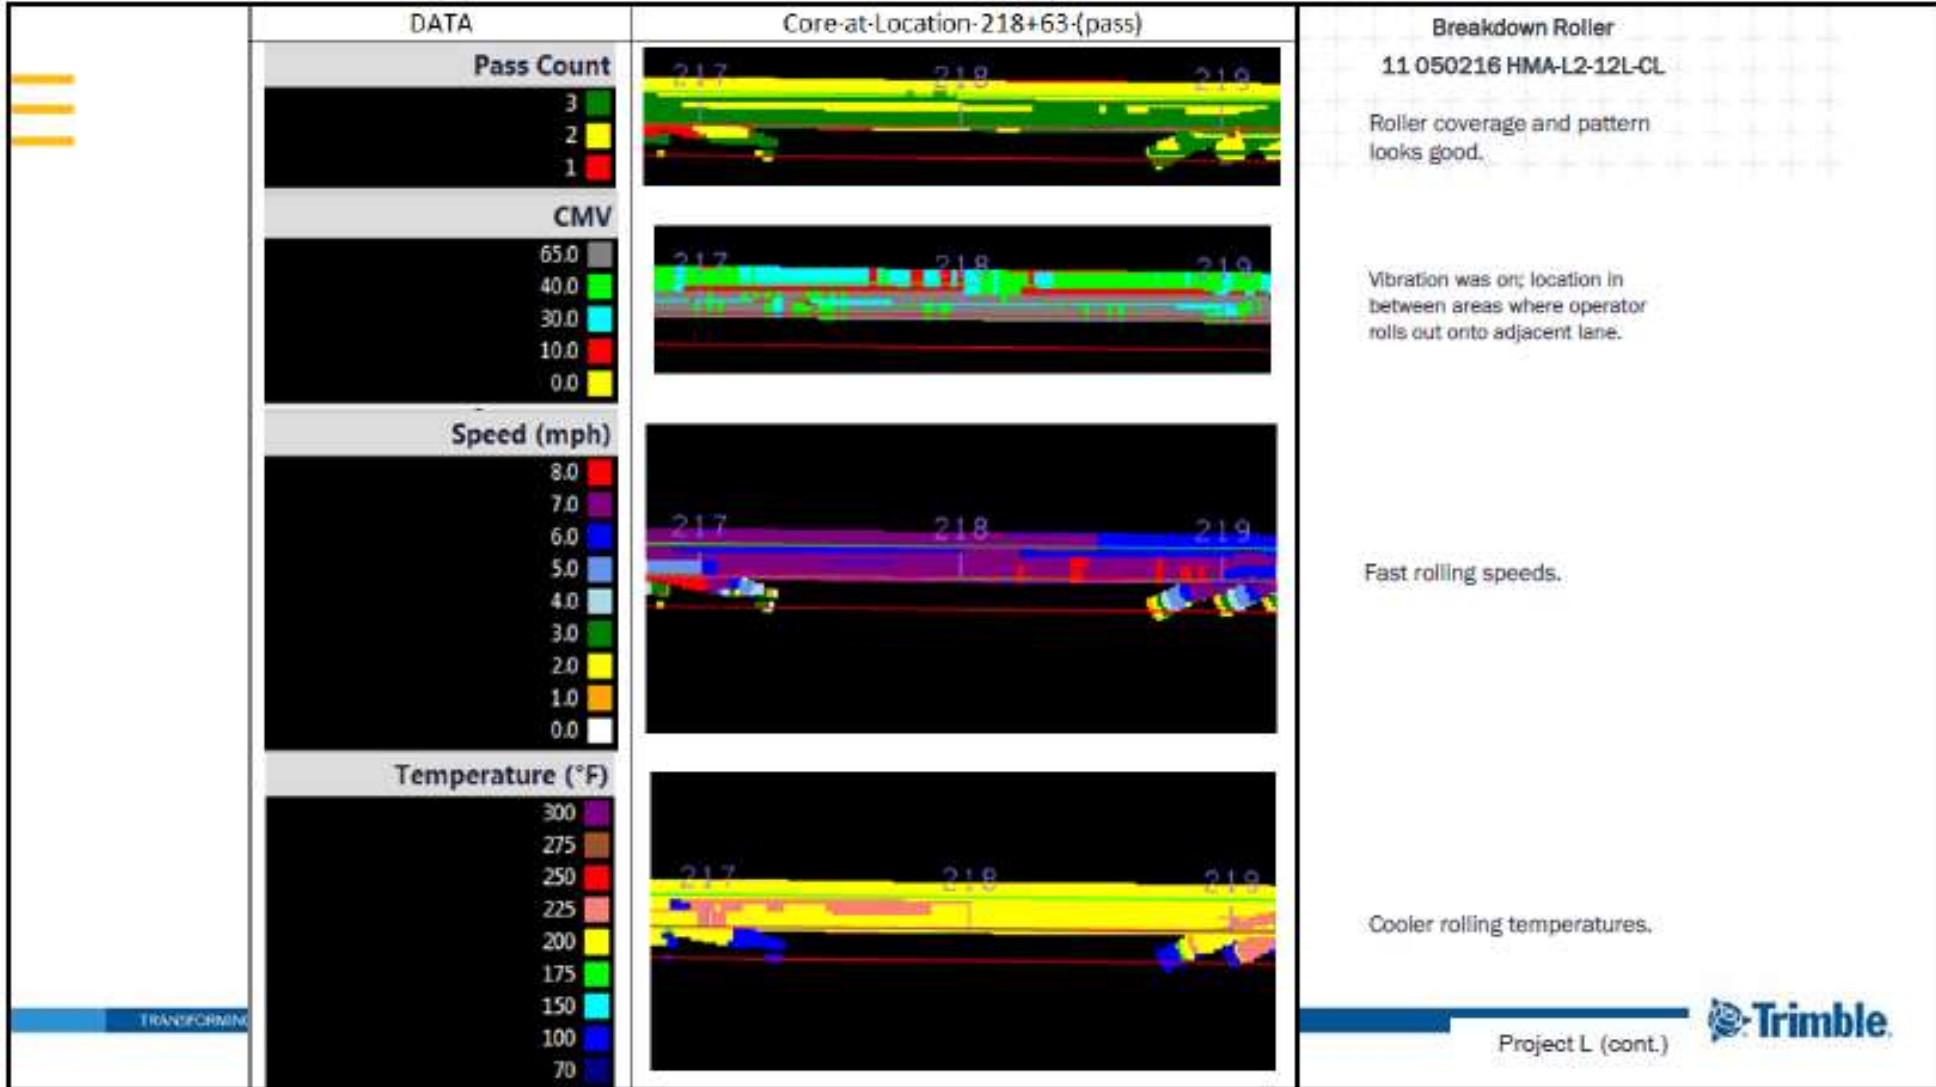 DATA
Core-at-Location-218+63-(pass)
Breakdown Roller
11 050216 HMA-L2-12L-CL
Pass Count
3
2
1
217 218 219
Roller coverage and pattern
looks good.
CMV
65.0
40.0
30.0
10.0
0.0
217 218 219
Vibration was on; location in
between areas where operator
rolls out onto adjacent lane.
Speed (mph)
8.0
7.0
6.0
5.0
4.0
3.0
2.0
1.0
0.0
217 218 219
Fast rolling speeds.
Temperature (°F)
300
275
250
225
200
175
150
100
70
217 218 219
Cooler rolling temperatures.
TRANSFORMING
Trimble
Project L (cont.)